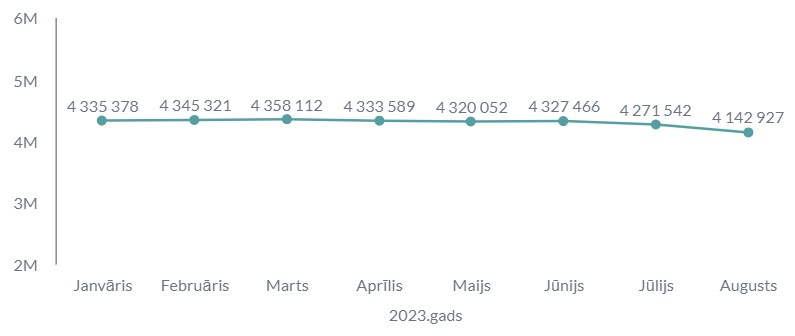 6M
5M
4M
3M
2M
4 335 378
4 345 321
4 358 112
4 333 589
4 320 052
4 327 466
4 271 542
4 142 927
Janvāris
Februāris
Marts
Aprīlis
Maijs
Jūnijs
Jūlijs
Augusts
2023.gads